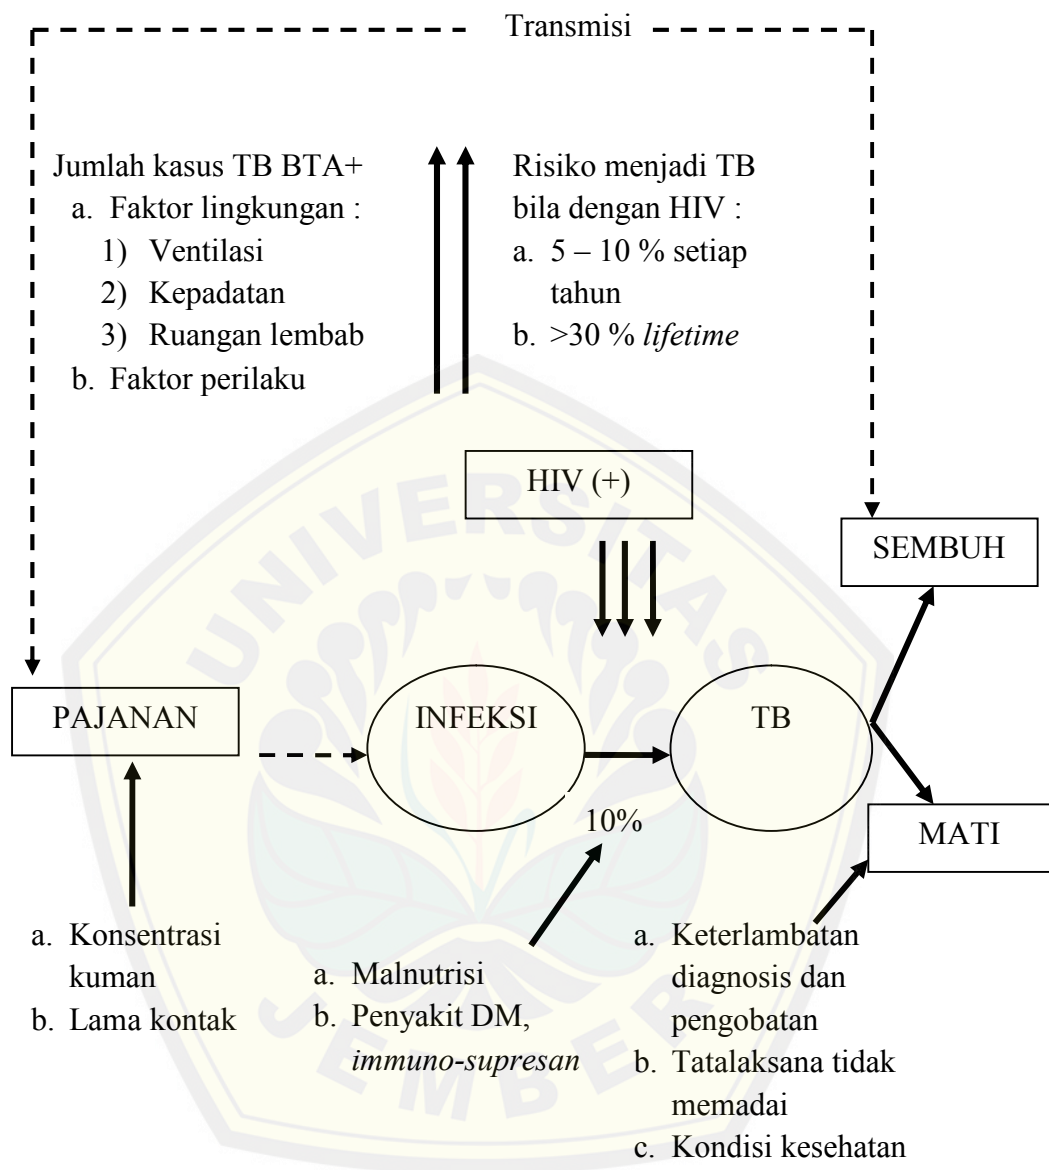 Transmisi
Jumlah kasus TB BTA+
a. Faktor lingkungan :
1) Ventilasi
2) Kepadatan
3) Ruangan lembab
b. Faktor perilaku
Risiko menjadi TB
bila dengan HIV :
a. 5 – 10 % setiap
tahun
b. >30 % lifetime
HIV (+)
SEMBUH
PAJANAN
INFEKSI
TB
10%
MATI
a. Konsentrasi
kuman
b. Lama kontak
a. Malnutrisi
b. Penyakit DM,
immuno-supresan
a. Keterlambatan
diagnosis dan
pengobatan
b. Tatalaksana tidak
memadai
c. Kondisi kesehatan
UNIVERSITAS
JEMBER